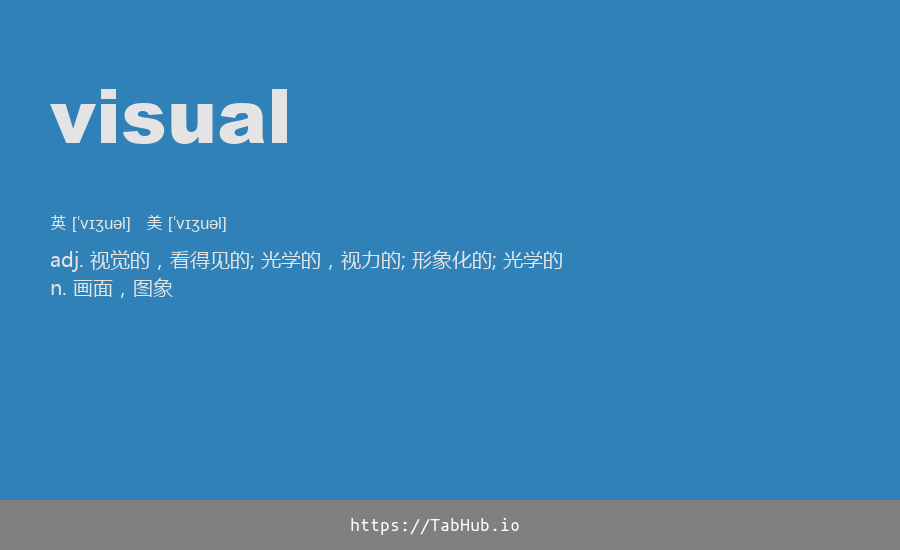 visual
英 [ˈvɪʒuəl] 美 [ˈvɪʒuəl]
adj. 视觉的，看得见的; 光学的，视力的; 形象化的; 光学的
n. 画面，图象
https://TabHub.io